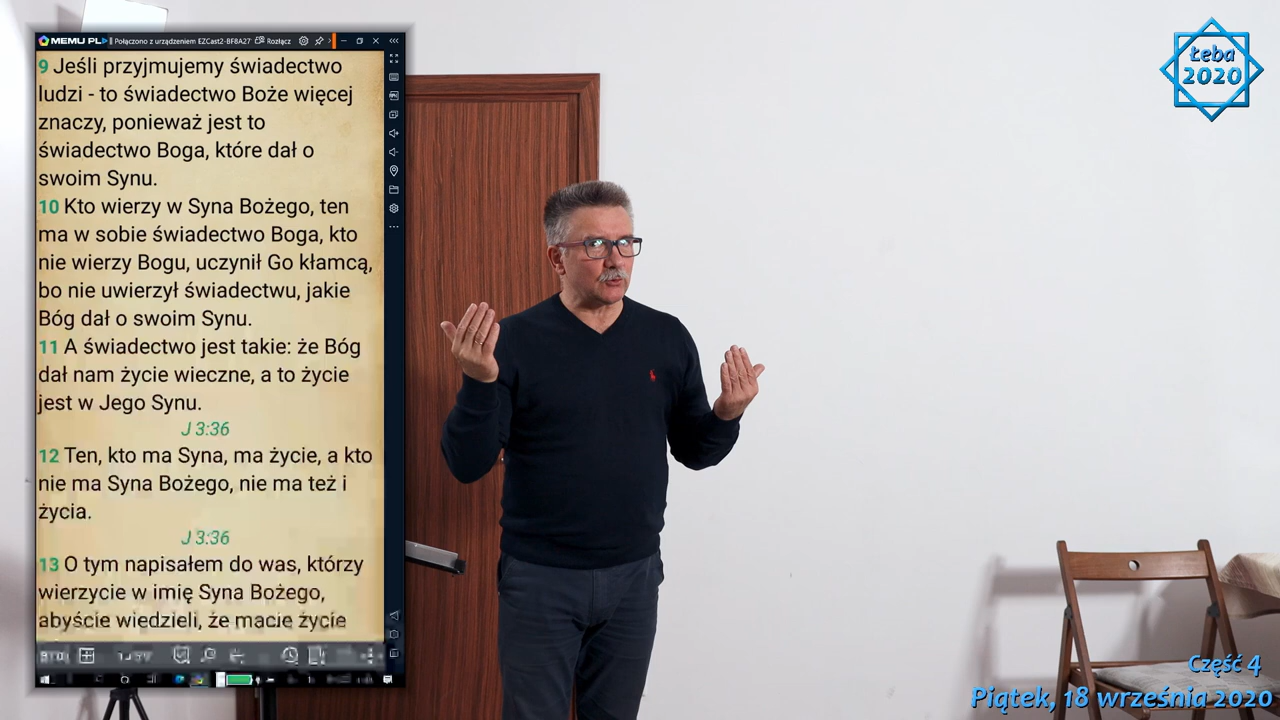 MEMU PL
Połączono z urządzeniem EZCast2-BF8A27 Rozłącz
9 Jeśli przyjmujemy świadectwo
ludzi - to świadectwo Boże więcej
znaczy, ponieważ jest to
świadectwo Boga, które dał o
swoim Synu.
10 Kto wierzy w Syna Bożego, ten
ma w sobie świadectwo Boga, kto
nie wierzy Bogu, uczynił Go kłamcą,
bo nie uwierzył świadectwu, jakie
Bóg dał o swoim Synu.
11 A świadectwo jest takie: że Bóg
dał nam życie wieczne, a to życie
jest w Jego Synu.
J 3:36
12 Ten, kto ma Syna, ma życie, a kto
nie ma Syna Bożego, nie ma też i
życia.
J 3:36
13 O tym napisałem do was, którzy
wierzycie w imię Syna Bożego,
abyście wiedzieli, że macie życie
Łeba
2020
Część 4
Piątek, 18 września 2020